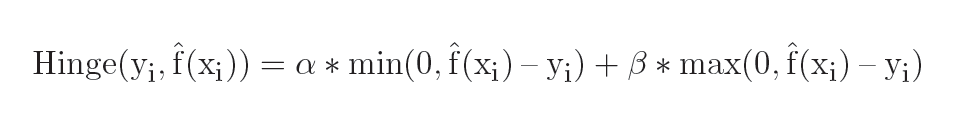 Hinge(yᵢ, f̂(xᵢ)) = α ∗ min(0, f̂(xᵢ) – yᵢ) + β ∗ max(0, f̂(xᵢ) – yᵢ)